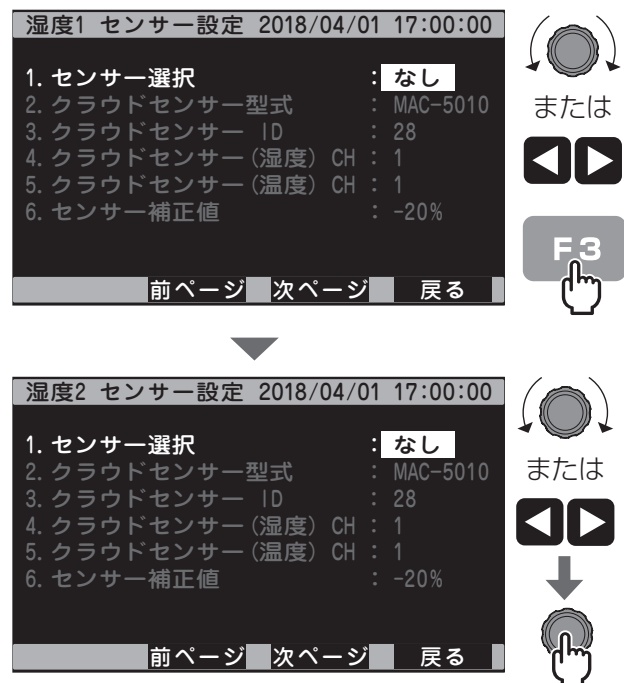 湿度1 センサー設定 2018/04/01 17:00:00
1. センサー選択 : なし
2. クラウドセンサー型式 : MAC-5010
3. クラウドセンサー ID : 28
4. クラウドセンサー(湿度) CH : 1
5. クラウドセンサー(温度) CH : 1
6. センサー補正値 : -20%
前ページ 次ページ 戻る
または
F3
湿度2 センサー設定 2018/04/01 17:00:00
1. センサー選択 : なし
2. クラウドセンサー型式 : MAC-5010
3. クラウドセンサー ID : 28
4. クラウドセンサー(湿度) CH : 1
5. クラウドセンサー(温度) CH : 1
6. センサー補正値 : -20%
前ページ 次ページ 戻る
または